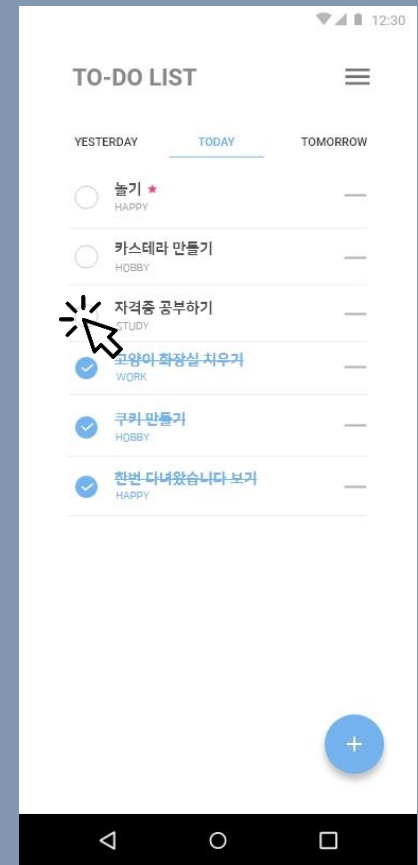 12:30
TO-DO LIST
YESTERDAY TODAY TOMORROW
놀기
HAPPY
카스테라 만들기
HOBBY
자격증 공부하기
STUDY
고양이 화장실 치우기
WORK
쿠키 만들기
HOBBY
한번 다녀왔습니다 보기
HAPPY